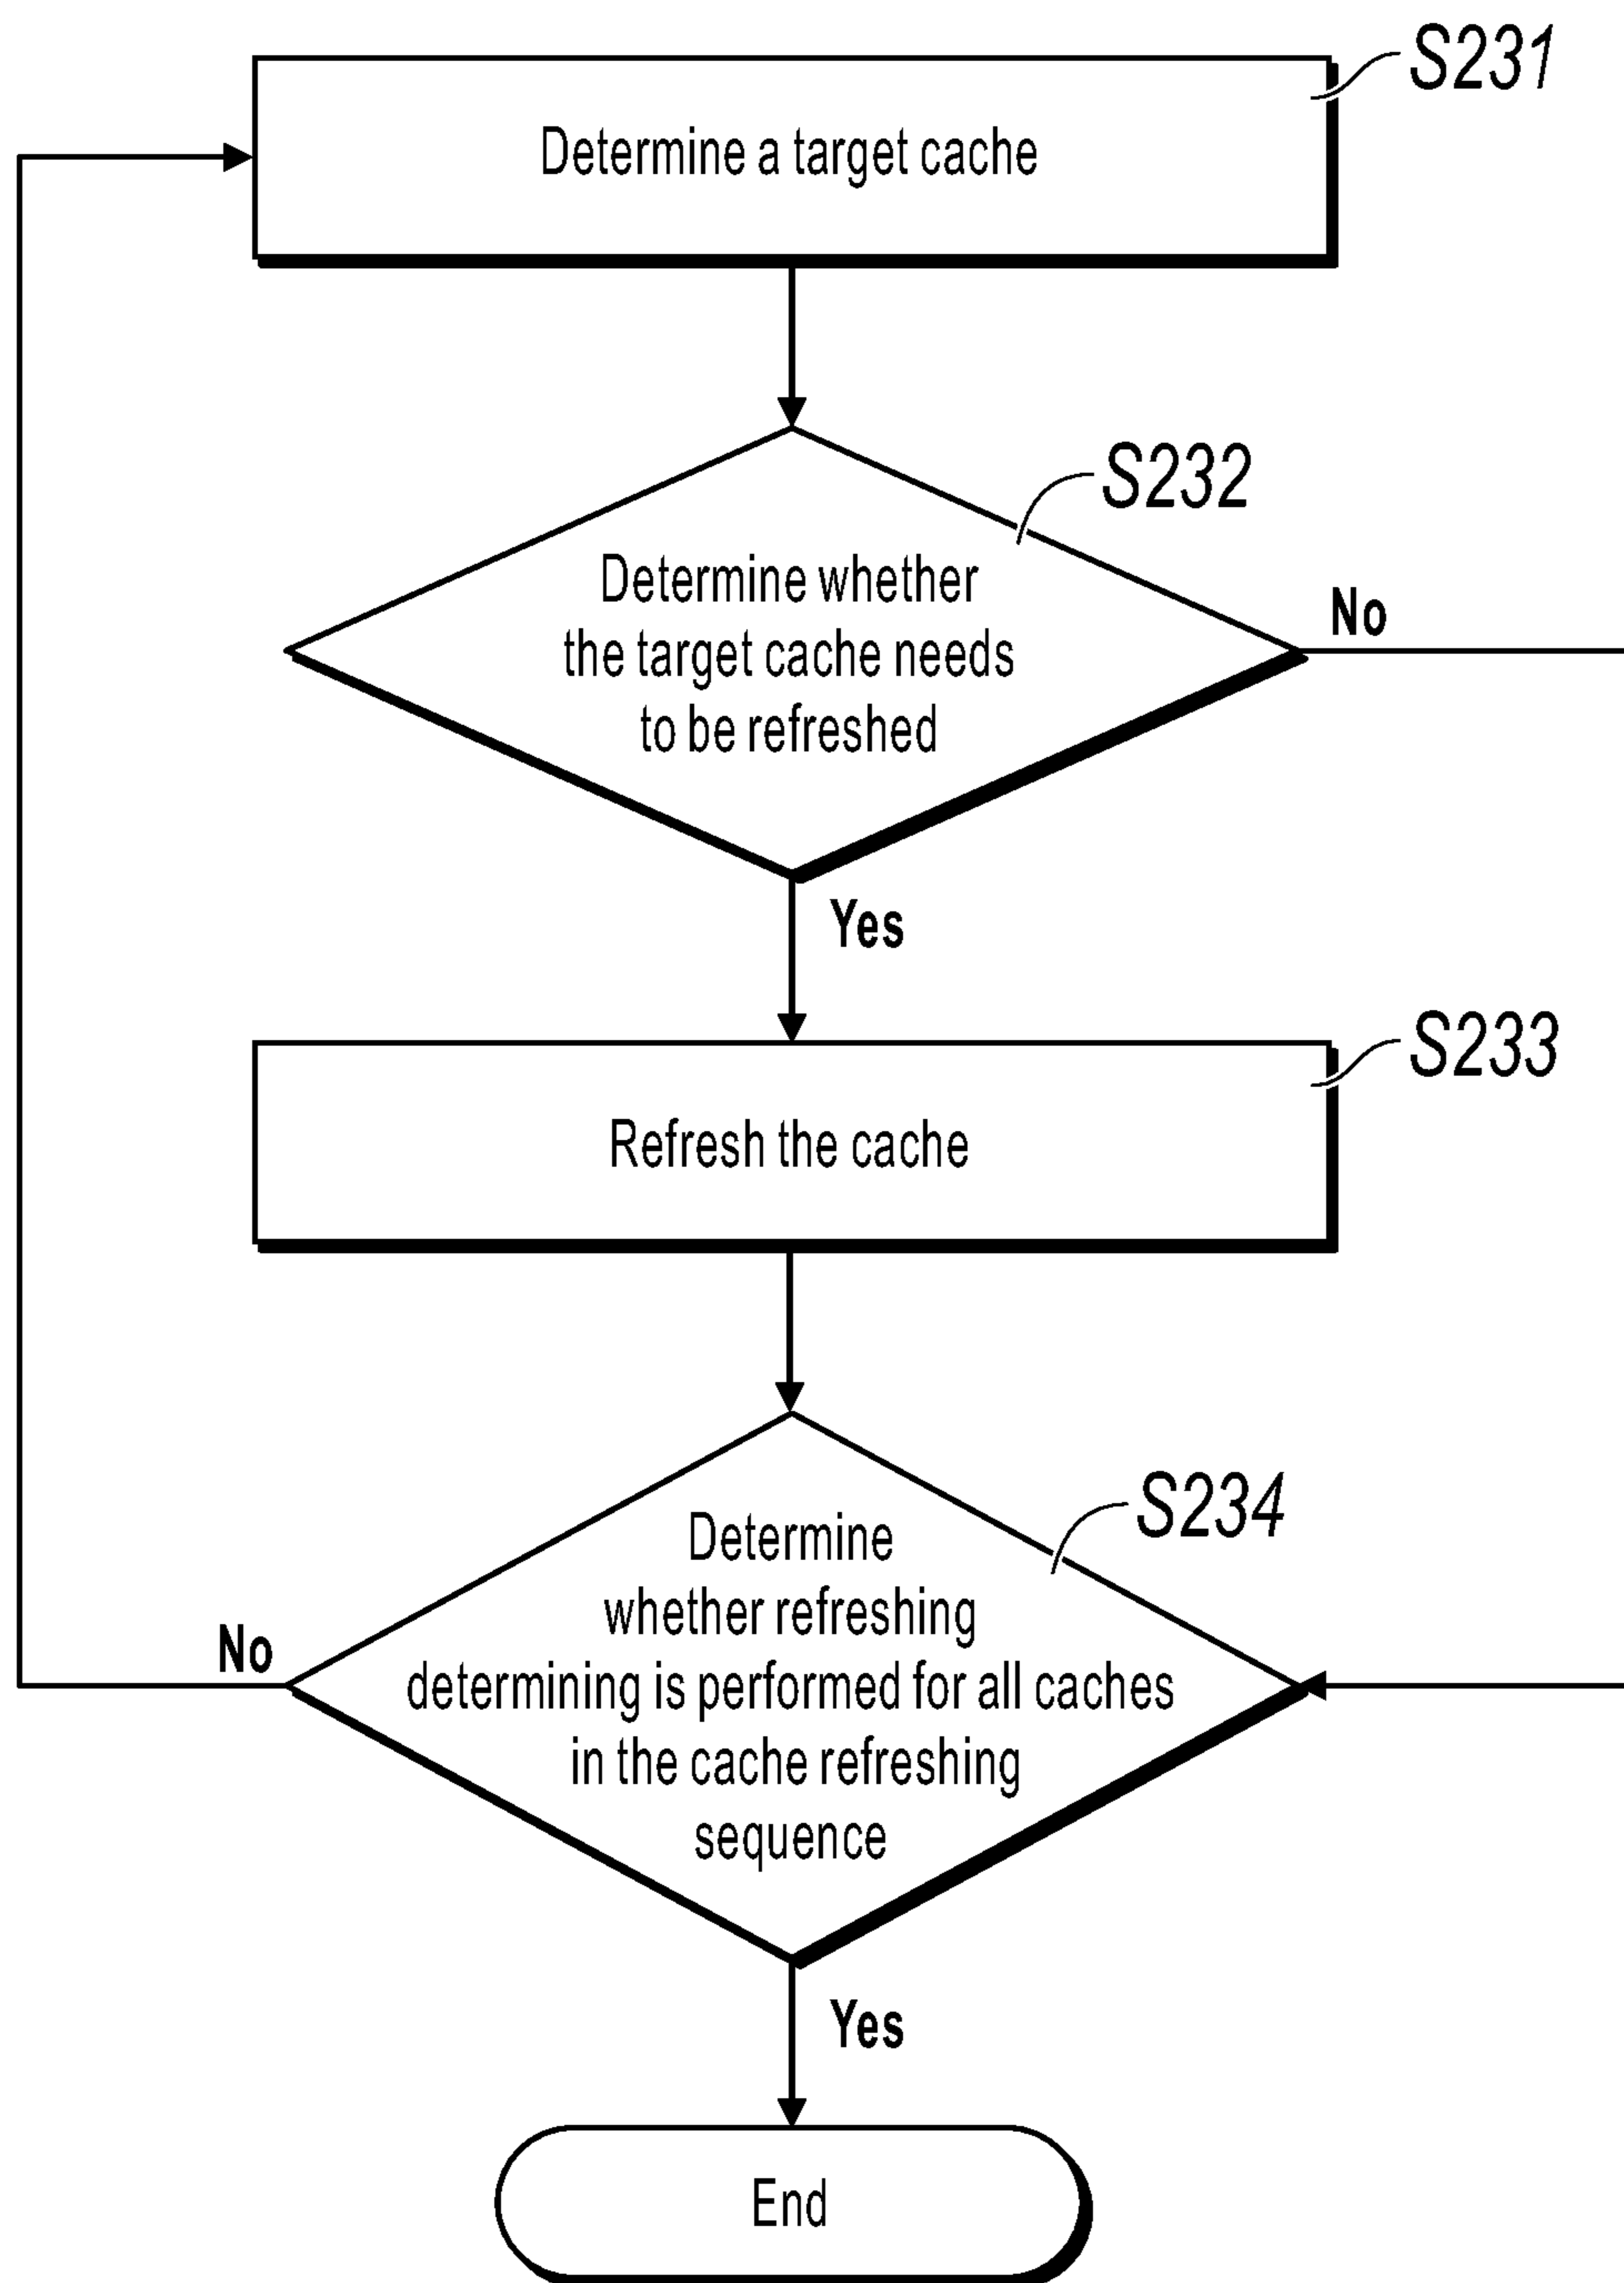 S231
Determine a target cache
S232
Determine whether
the target cache needs
to be refreshed
No
Yes
S233
Refresh the cache
S234
Determine
whether refreshing
determining is performed for all caches
in the cache refreshing
sequence
No
Yes
End